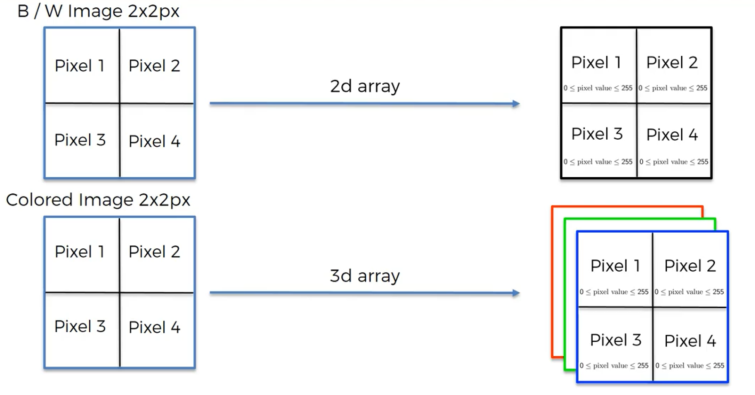 B / W Image 2x2px
Pixel 1 Pixel 2
Pixel 3 Pixel 4
2d array
Pixel 1 Pixel 2
0 ≤ pixel value ≤ 255 0 ≤ pixel value ≤ 255
Pixel 3 Pixel 4
0 ≤ pixel value ≤ 255 0 ≤ pixel value ≤ 255
Colored Image 2x2px
Pixel 1 Pixel 2
Pixel 3 Pixel 4
3d array
Pixel 1 Pixel 2
0 ≤ pixel value ≤ 255 0 ≤ pixel value ≤ 255
Pixel 3 Pixel 4
0 ≤ pixel value ≤ 255 0 ≤ pixel value ≤ 255